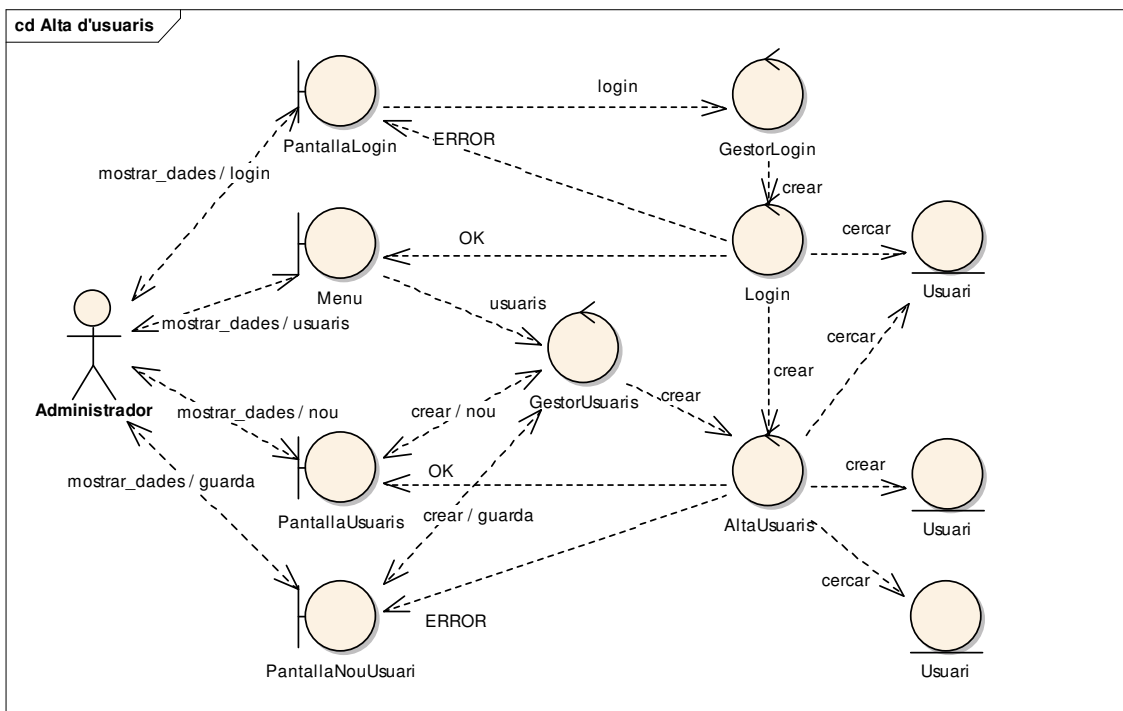 cd Alta d'usuaris
login
PantallaLogin
ERROR
GestorLogin
mostrar_dades / login
crear
cercar
OK
Menu
Login
Usuari
usuaris
mostrar_dades / usuaris
cercar
crear
crear
GestorUsuaris
Administrador
mostrar_dades / nou
crear / nou
OK
crear
mostrar_dades / guarda
PantallaUsuaris
crear / guarda
AltaUsuaris
Usuari
cercar
ERROR
PantallaNouUsuari
Usuari